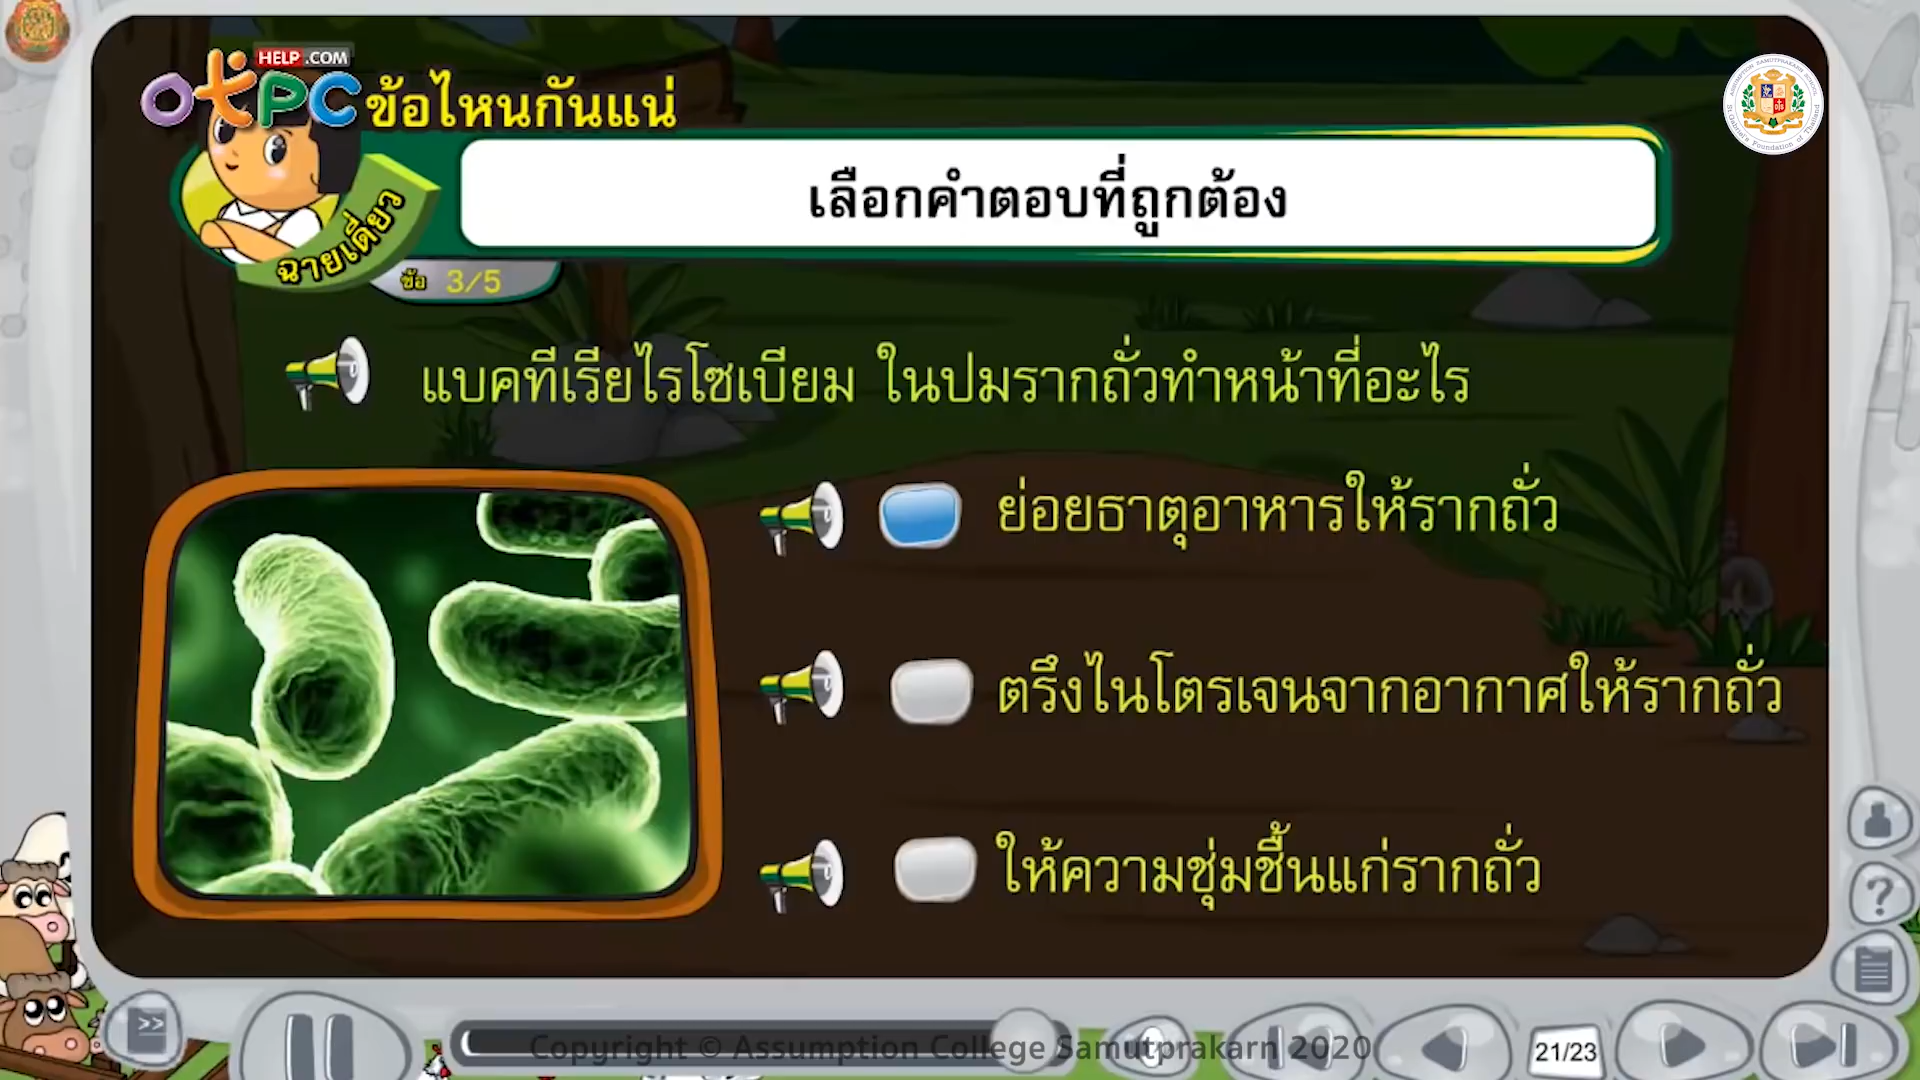 HELP .COM
OTPC
ข้อไหนกันแน่
เลือกคำตอบที่ถูกต้อง
ฉายเดี่ยว
ข้อ 3/5
แบคทีเรียไรโซเบียม ในปมรากถั่วทำหน้าที่อะไร
ย่อยธาตุอาหารให้รากถั่ว
ตรึงไนโตรเจนจากอากาศให้รากถั่ว
ให้ความชุ่มชื้นแก่รากถั่ว
Copyright © Assumption College Samutprakarn 2020
21/23